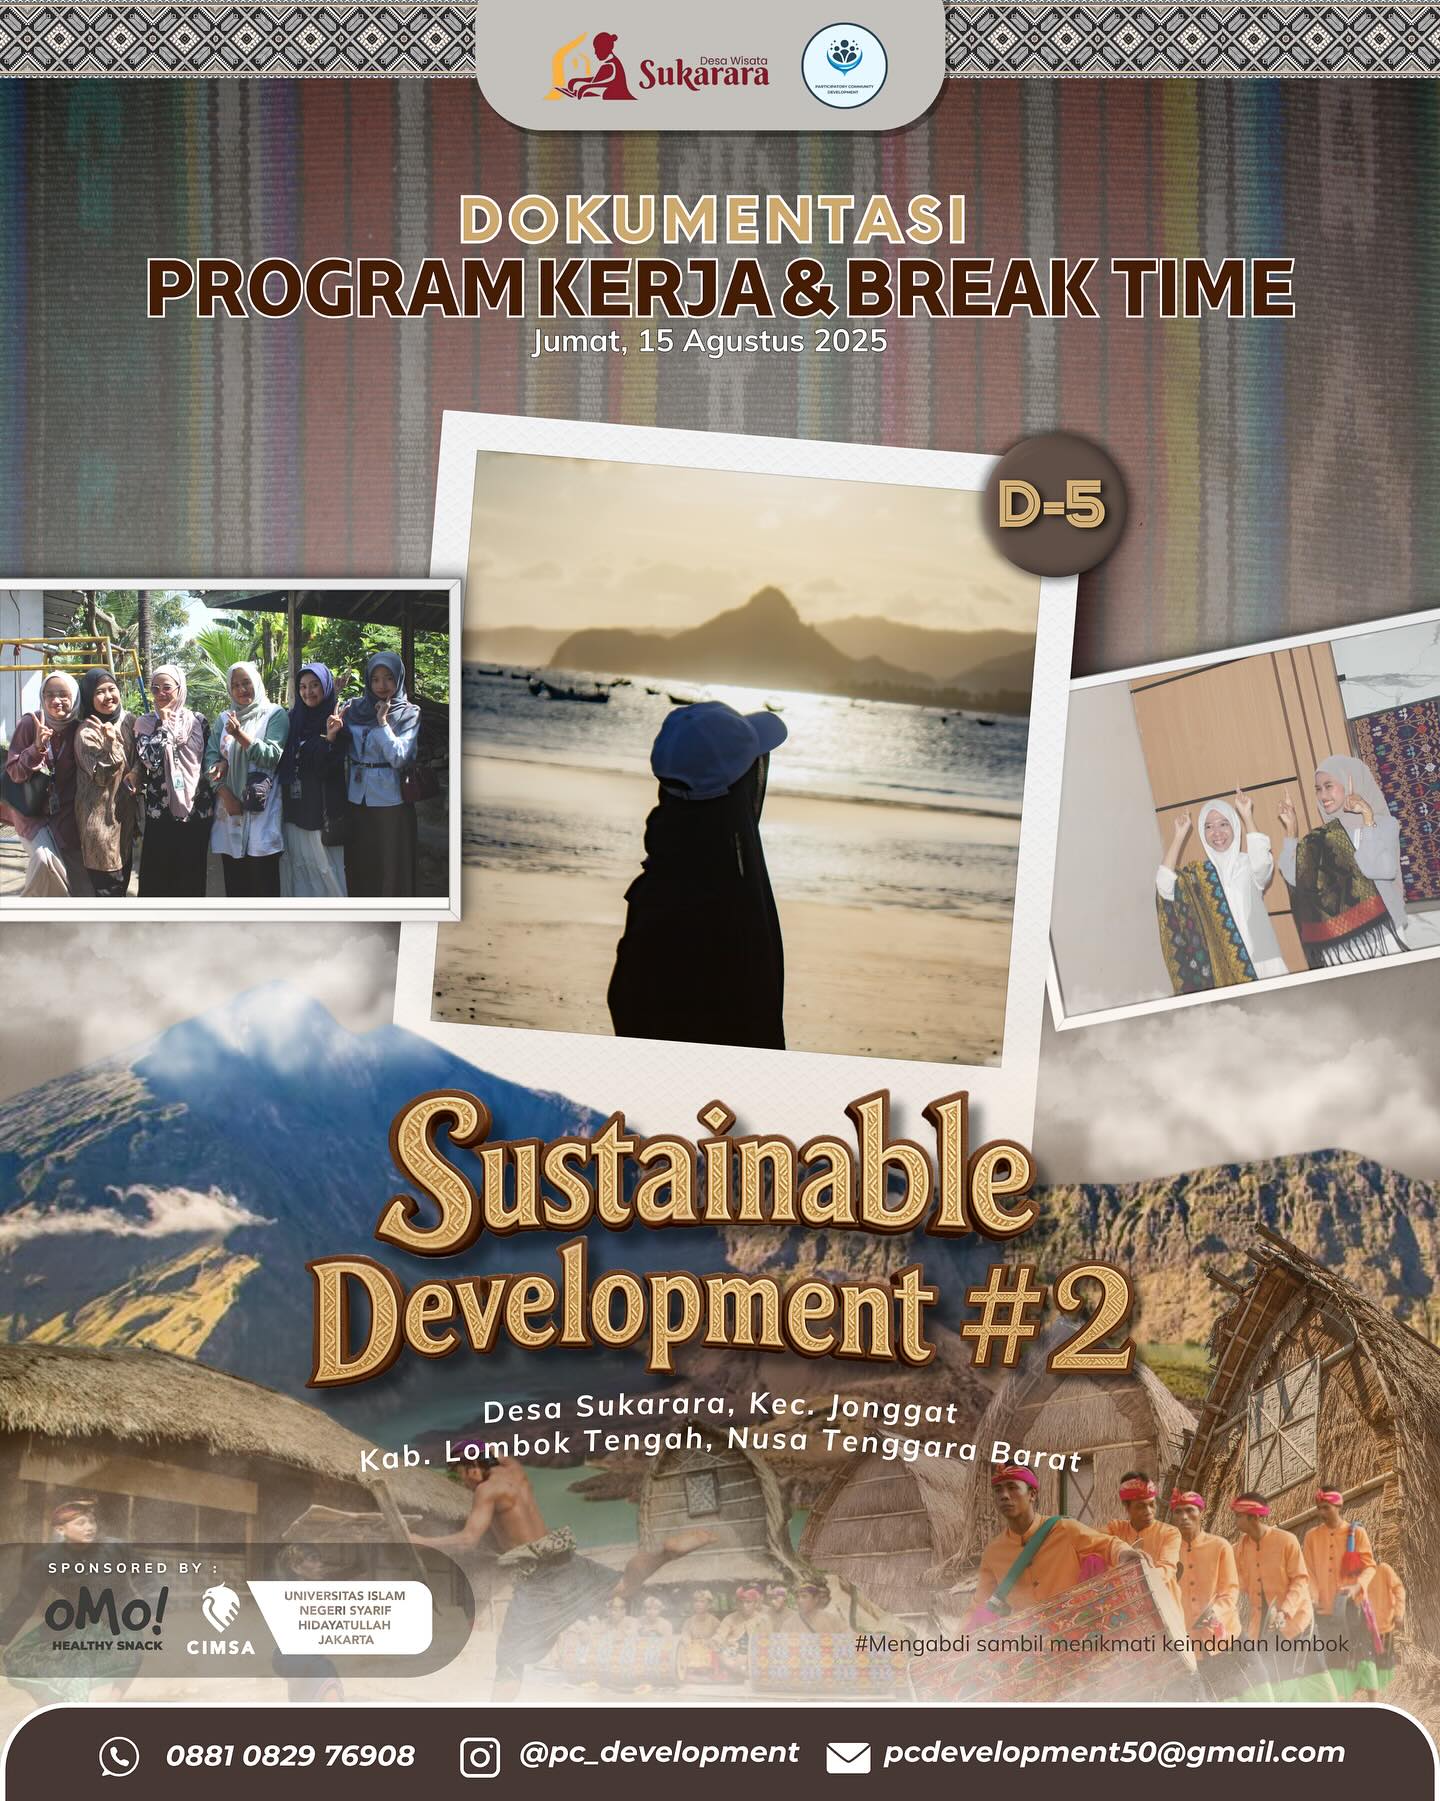 Desa Wisata
Sukarara
PARTICIPATORY COMMUNITY
DEVELOPMENT
DOKUMENTASI
PROGRAM KERJA & BREAK TIME
Jumat, 15 Agustus 2025
D-5
Sustainable
Development #2
Desa Sukarara, Kec. Jonggat
Kab. Lombok Tengah, Nusa Tenggara Barat
SPONSORED BY :
oMo!
HEALTHY SNACK
CIMSA
UNIVERSITAS ISLAM
NEGERI SYARIF
HIDAYATULLAH
JAKARTA
#Mengabdi sambil menikmati keindahan lombok
0881 0829 76908
@pc_development
pcdevelopment50@gmail.com